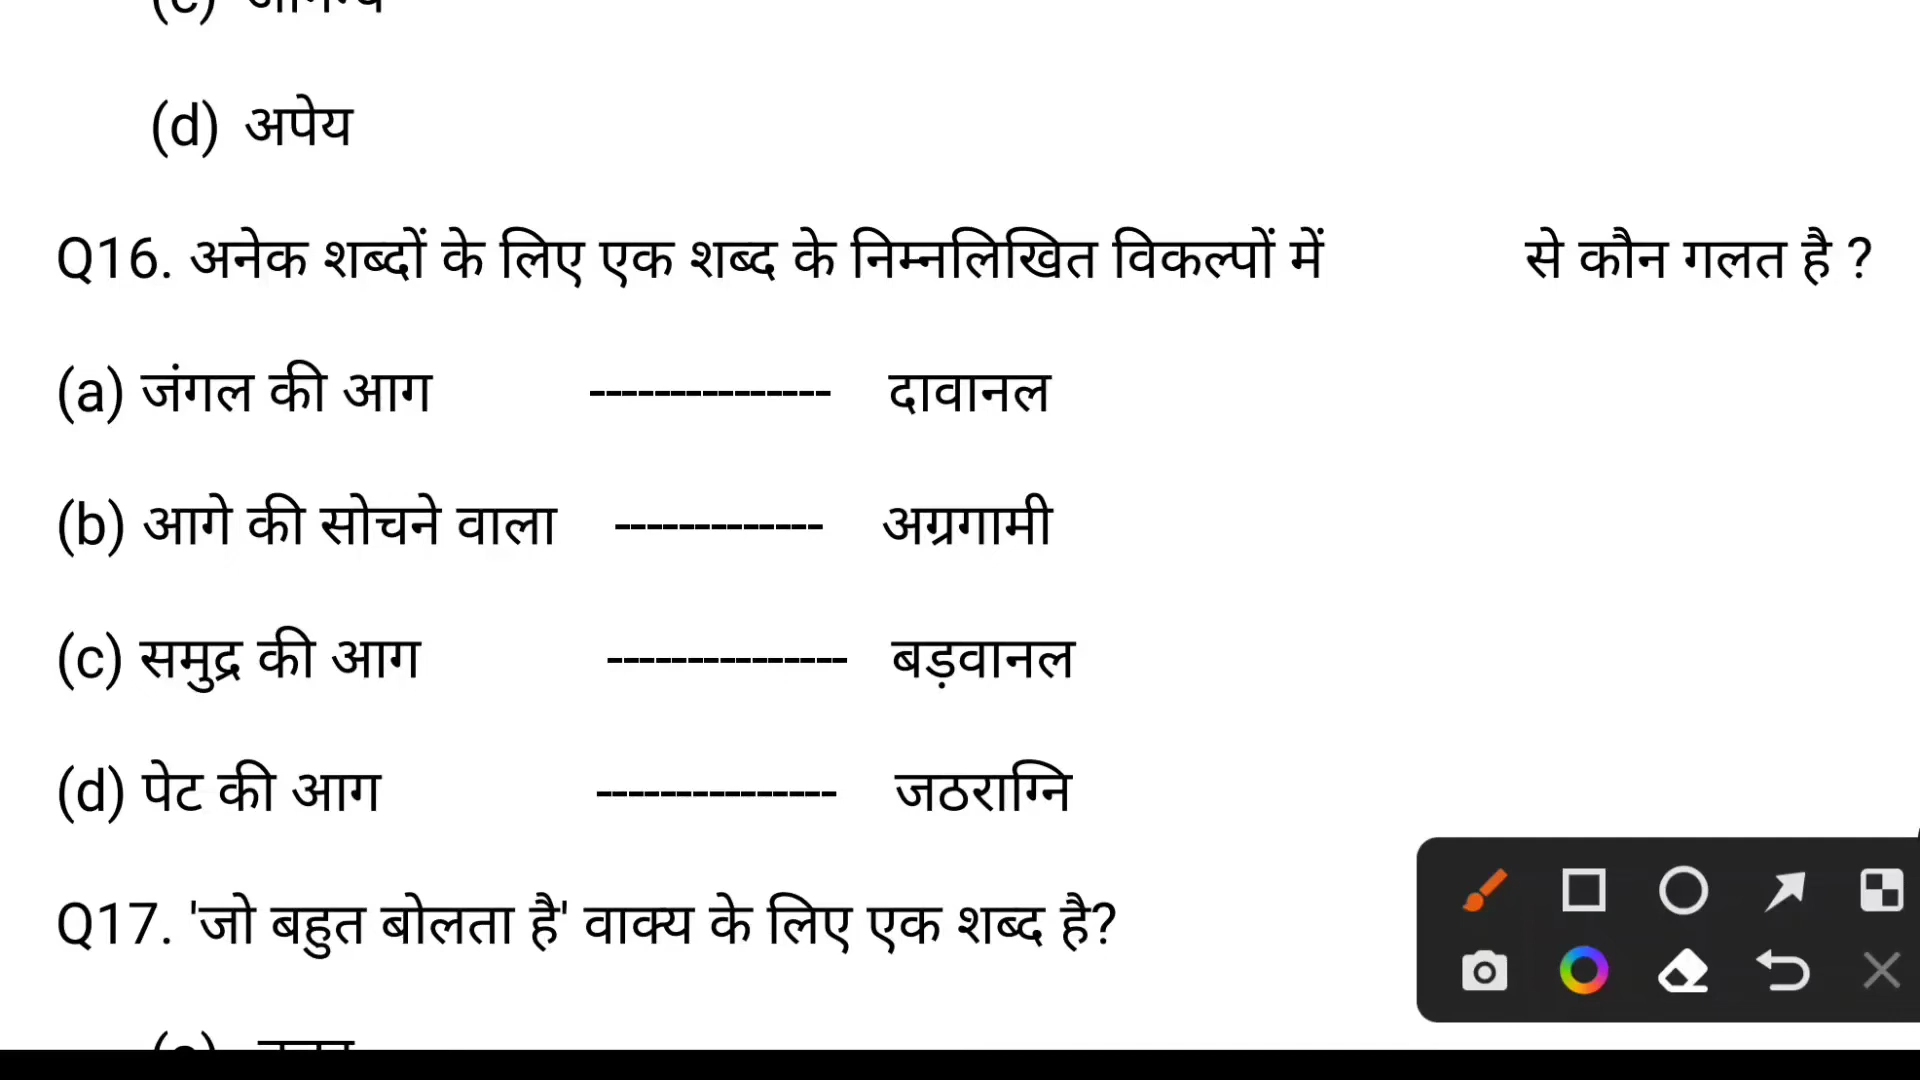 (d) अपेय
Q16. अनेक शब्दों के लिए एक शब्द के निम्नलिखित विकल्पों में से कौन गलत है ?
(a) जंगल की आग --------------- दावानल
(b) आगे की सोचने वाला ------------- अग्रगामी
(c) समुद्र की आग --------------- बड़वानल
(d) पेट की आग --------------- जठराग्नि
Q17. 'जो बहुत बोलता है' वाक्य के लिए एक शब्द है?